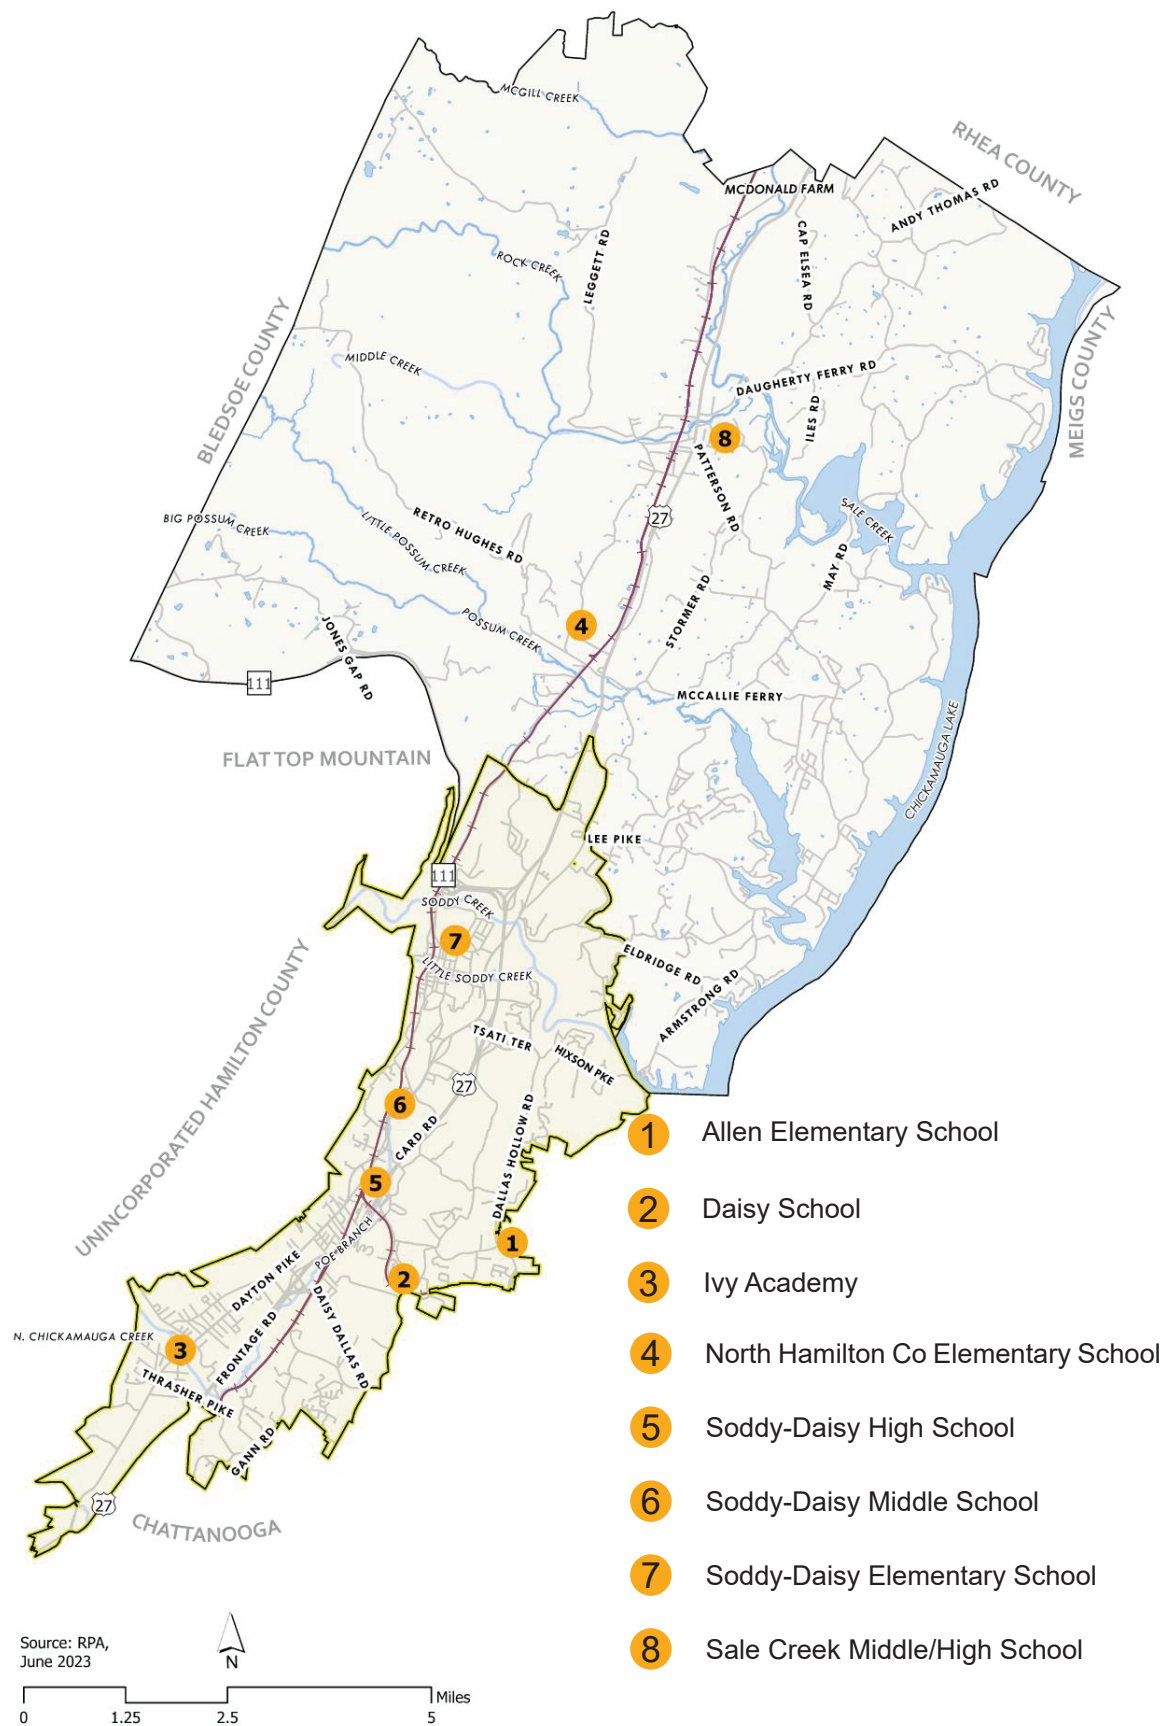 MCGILL CREEK
RHEA COUNTY
MCDONALD FARM
ANDY THOMAS RD
CAP ELSEA RD
LEGGETT RD
ROCK CREEK
BLEDSOE COUNTY
MEIGS COUNTY
MIDDLE CREEK
DAUGHERTY FERRY RD
ILES RD
8
PATTERSON RD
SALE CREEK
27
RETRO HUGHES RD
BIG POSSUM CREEK
LITTLE POSSUM CREEK
MAY RD
STORMER RD
4
POSSUM CREEK
JONES GAP RD
111
MCCALLIE FERRY
CHICKAMAUGA LAKE
FLAT TOP MOUNTAIN
LEE PIKE
111
SODDY CREEK
7
ELDRIDGE RD
LITTLE SODDY CREEK
ARMSTRONG RD
UNINCORPORATED HAMILTON COUNTY
TSATI TER
HIXSON PKE
27
6
CARD RD
DALLAS HOLLOW RD
5
POE BRANCH
1
2
DAYTON PIKE
DAISY DALLAS RD
FRONTAGE RD
N. CHICKAMAUGA CREEK
3
THRASHER PIKE
GANN RD
27
CHATTANOOGA
1 Allen Elementary School
2 Daisy School
3 Ivy Academy
4 North Hamilton Co Elementary School
5 Soddy-Daisy High School
6 Soddy-Daisy Middle School
7 Soddy-Daisy Elementary School
8 Sale Creek Middle/High School
Source: RPA,
June 2023
N
Miles
0 1.25 2.5 5